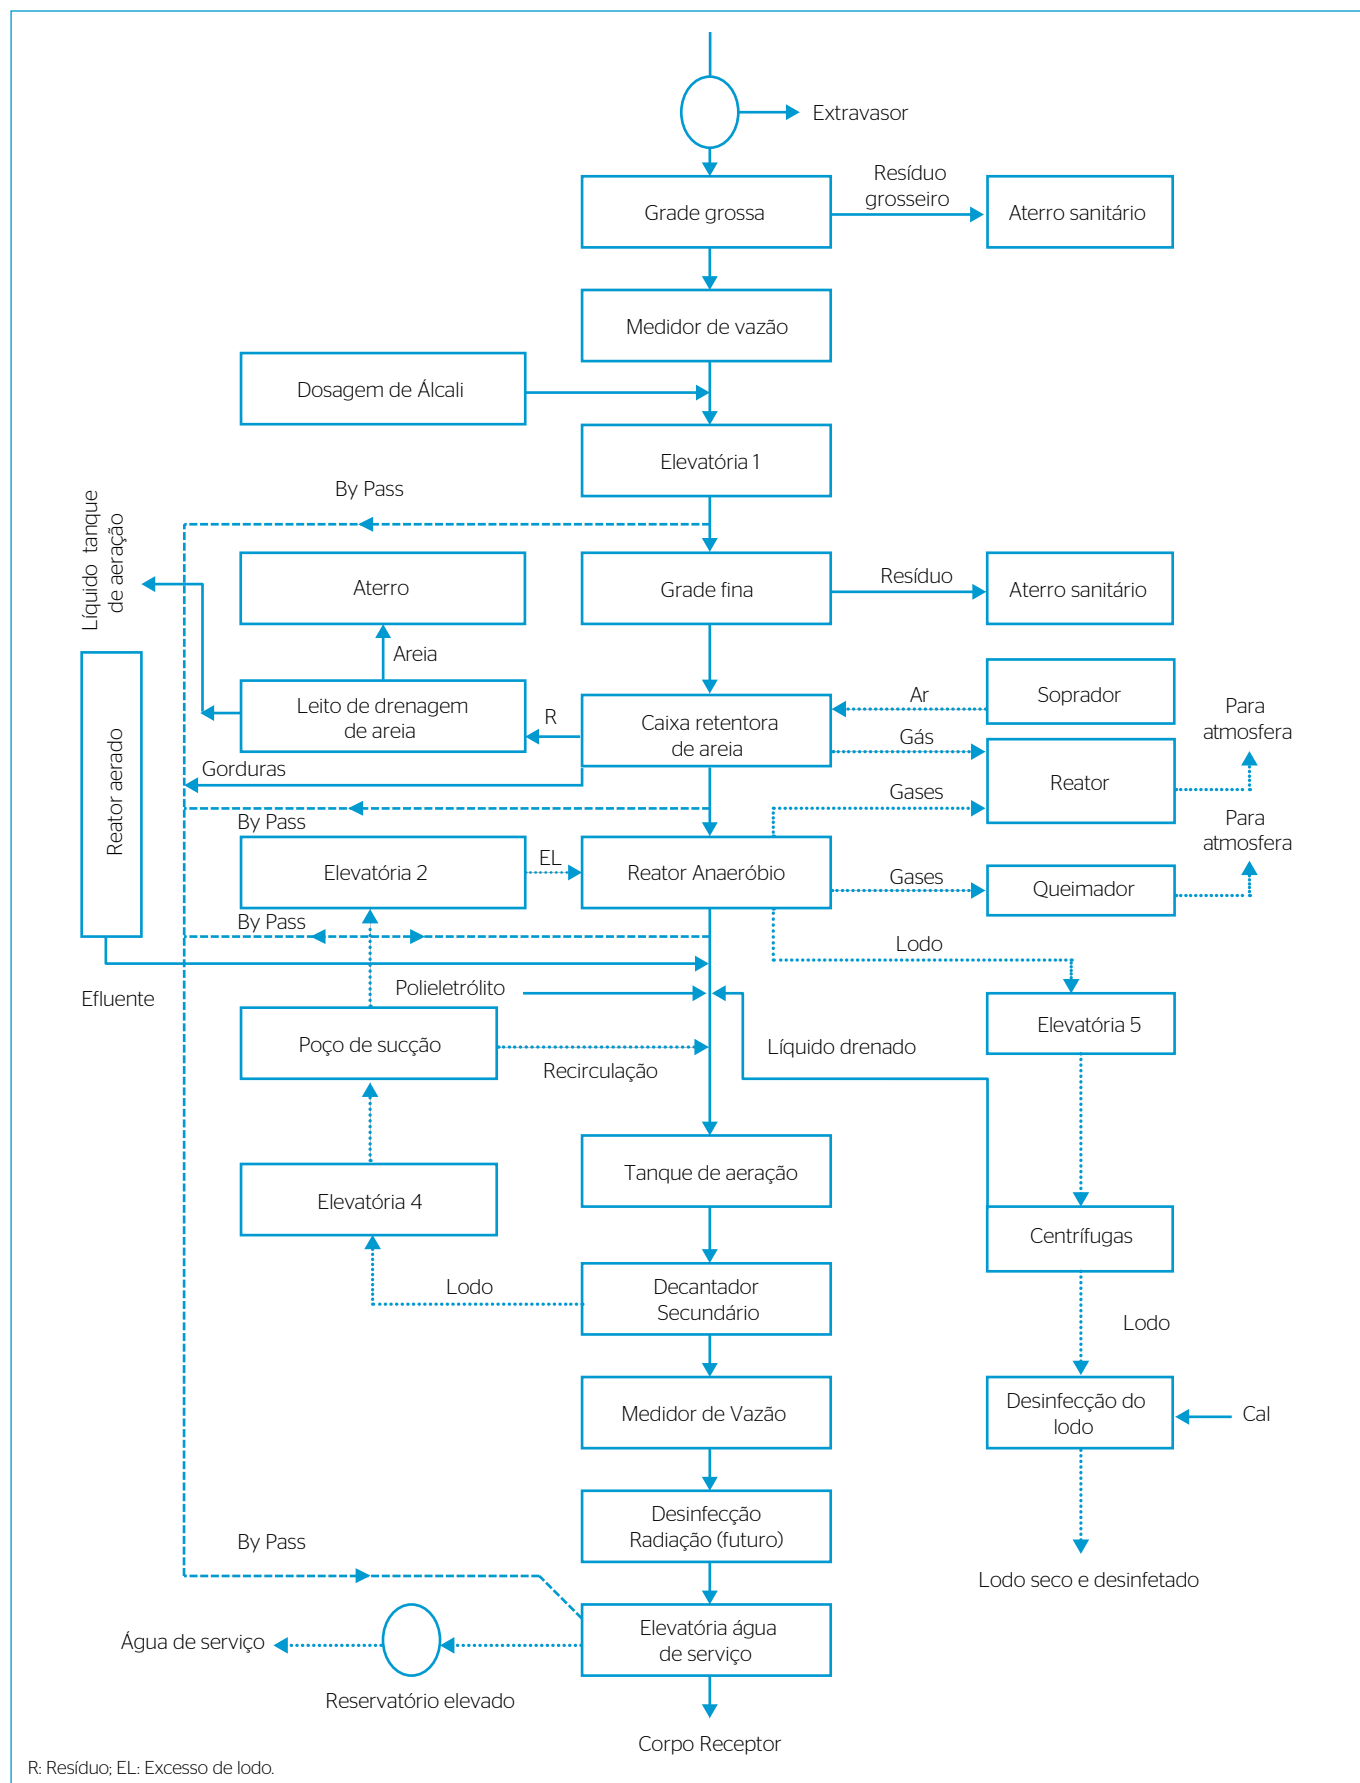 Extravasor
Resíduo
grosseiro
Grade grossa
Aterro sanitário
Medidor de vazão
Dosagem de Álcali
Elevatória 1
By Pass
Líquido tanque
de aeração
Aterro
Grade fina
Resíduo
Aterro sanitário
Areia
Leito de drenagem
de areia
R
Caixa retentora
de areia
Ar
Soprador
Gás
Para
atmosfera
Reator
Gorduras
Gases
Reator aerado
By Pass
Para
atmosfera
Elevatória 2
EL
Reator Anaeróbio
Gases
Queimador
By Pass
Lodo
Efluente
Polieletrólito
Elevatória 5
Poço de sucção
Líquido drenado
Recirculação
Tanque de aeração
Elevatória 4
Centrífugas
Lodo
Decantador
Secundário
Lodo
Medidor de Vazão
Desinfecção do
lodo
Cal
Desinfecção
Radiação (futuro)
By Pass
Lodo seco e desinfetado
Água de serviço
Elevatória água
de serviço
Reservatório elevado
Corpo Receptor
R: Resíduo; EL: Excesso de lodo.